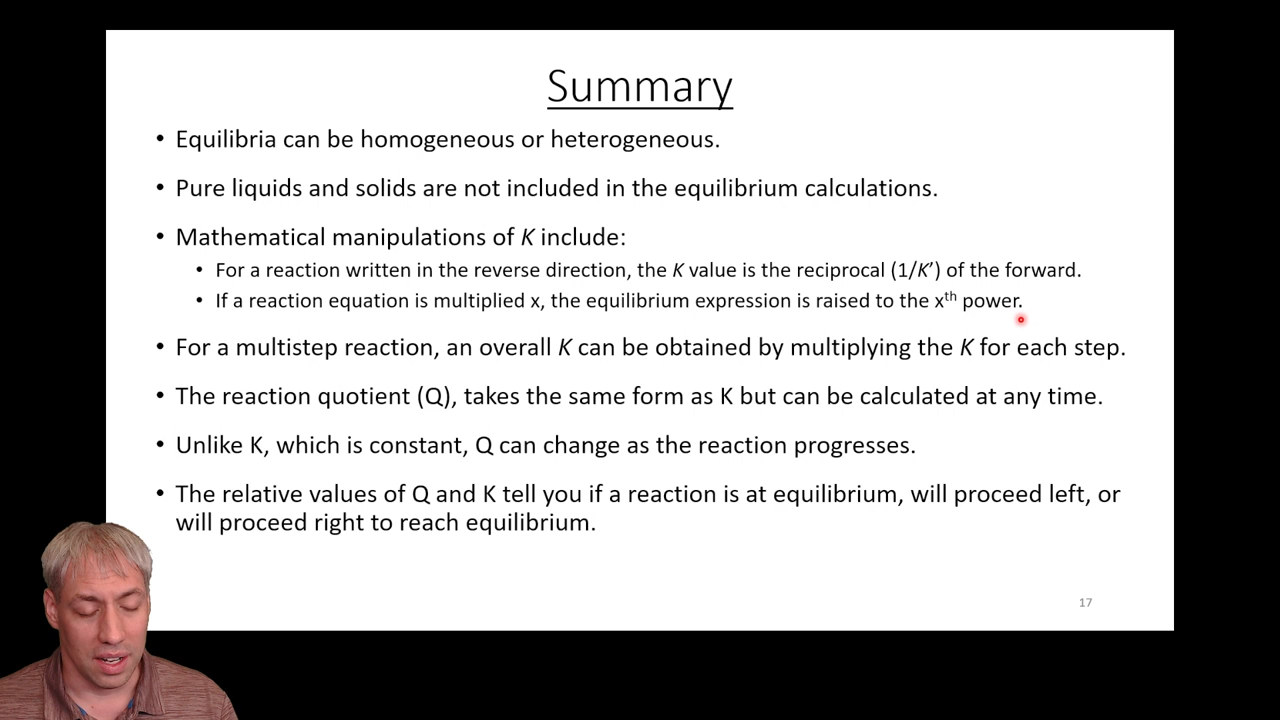 Summary
• Equilibria can be homogeneous or heterogeneous.
• Pure liquids and solids are not included in the equilibrium calculations.
• Mathematical manipulations of K include:
• For a reaction written in the reverse direction, the K value is the reciprocal (1/K’) of the forward.
• If a reaction equation is multiplied x, the equilibrium expression is raised to the xth power.
• For a multistep reaction, an overall K can be obtained by multiplying the K for each step.
• The reaction quotient (Q), takes the same form as K but can be calculated at any time.
• Unlike K, which is constant, Q can change as the reaction progresses.
• The relative values of Q and K tell you if a reaction is at equilibrium, will proceed left, or
will proceed right to reach equilibrium.
17